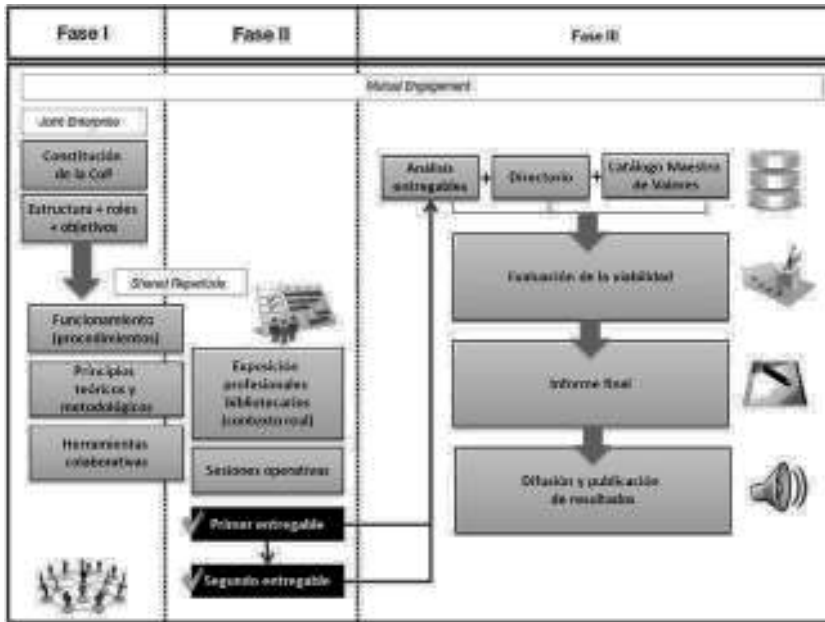 Fase I
Fase II
Fase III
Mutual Engagement
Joint Enterprise
Constitución
de la CoP
Estructura + roles
+ objetivos
Shared Repertoire
Funcionamiento
(procedimientos)
Principios
teóricos y
metodológicos
Herramientas
colaborativas
Exposición
profesionales
bibliotecarios
(contexto real)
Sesiones operativas
Primer entregable
Segundo entregable
Análisis
entregables
+
Directorio
+
Catálogo Maestro
de Valores
Evaluación de la viabilidad
Informe final
Difusión y publicación
de resultados